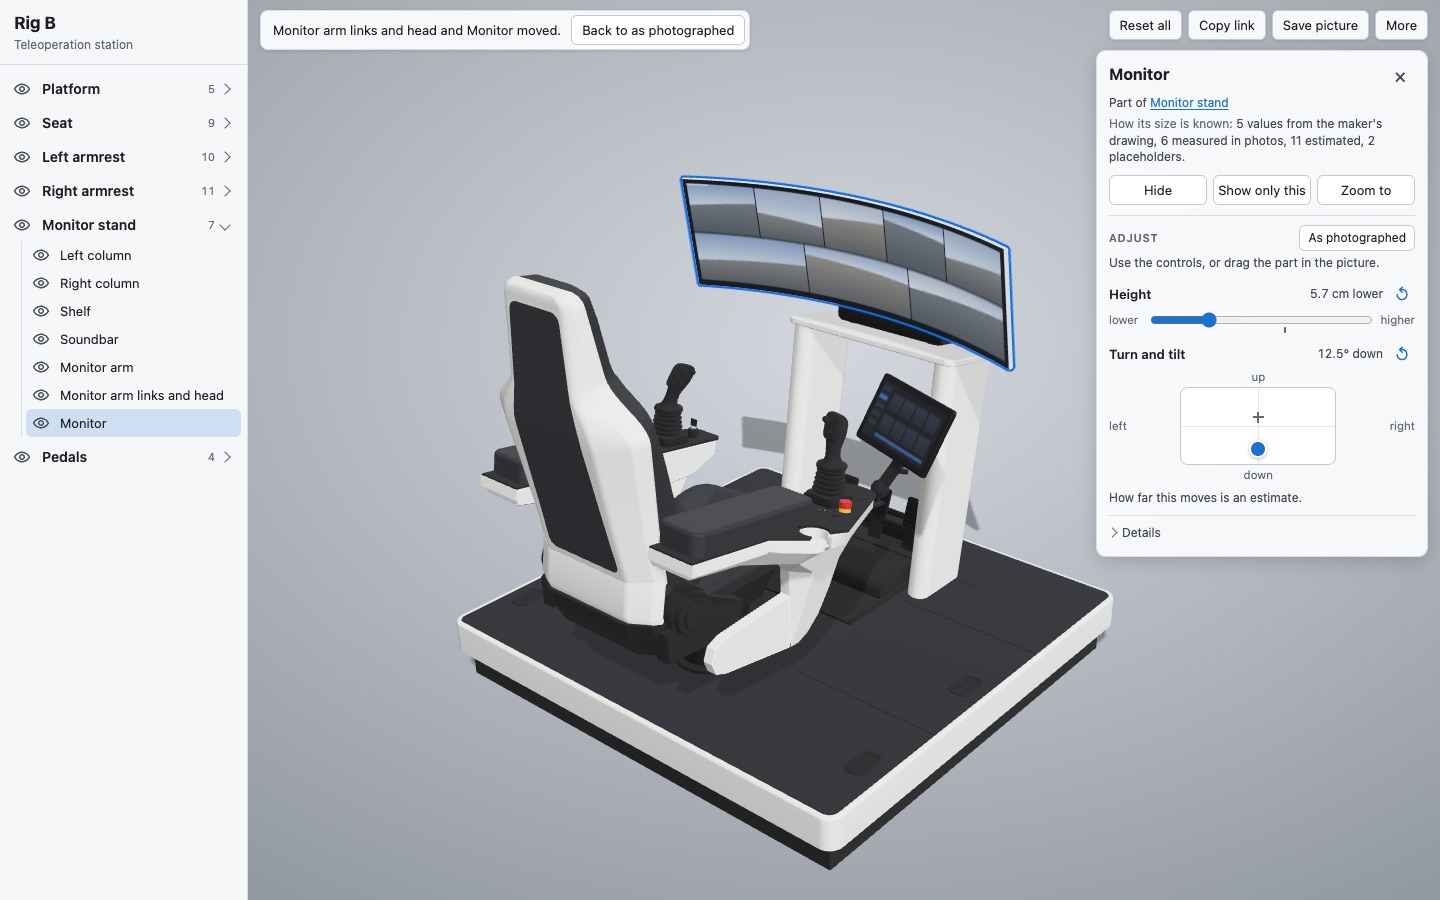 Rig B
Teleoperation station
Platform 5
Seat 9
Left armrest 10
Right armrest 11
Monitor stand 7
Left column
Right column
Shelf
Soundbar
Monitor arm
Monitor arm links and head
Monitor
Pedals 4
Monitor arm links and head and Monitor moved. Back to as photographed
Reset all Copy link Save picture More
Monitor
Part of Monitor stand
How its size is known: 5 values from the maker's
drawing, 6 measured in photos, 11 estimated, 2
placeholders.
Hide Show only this Zoom to
ADJUST As photographed
Use the controls, or drag the part in the picture.
Height 5.7 cm lower
lower higher
Turn and tilt 12.5° down
up
left right
down
How far this moves is an estimate.
Details